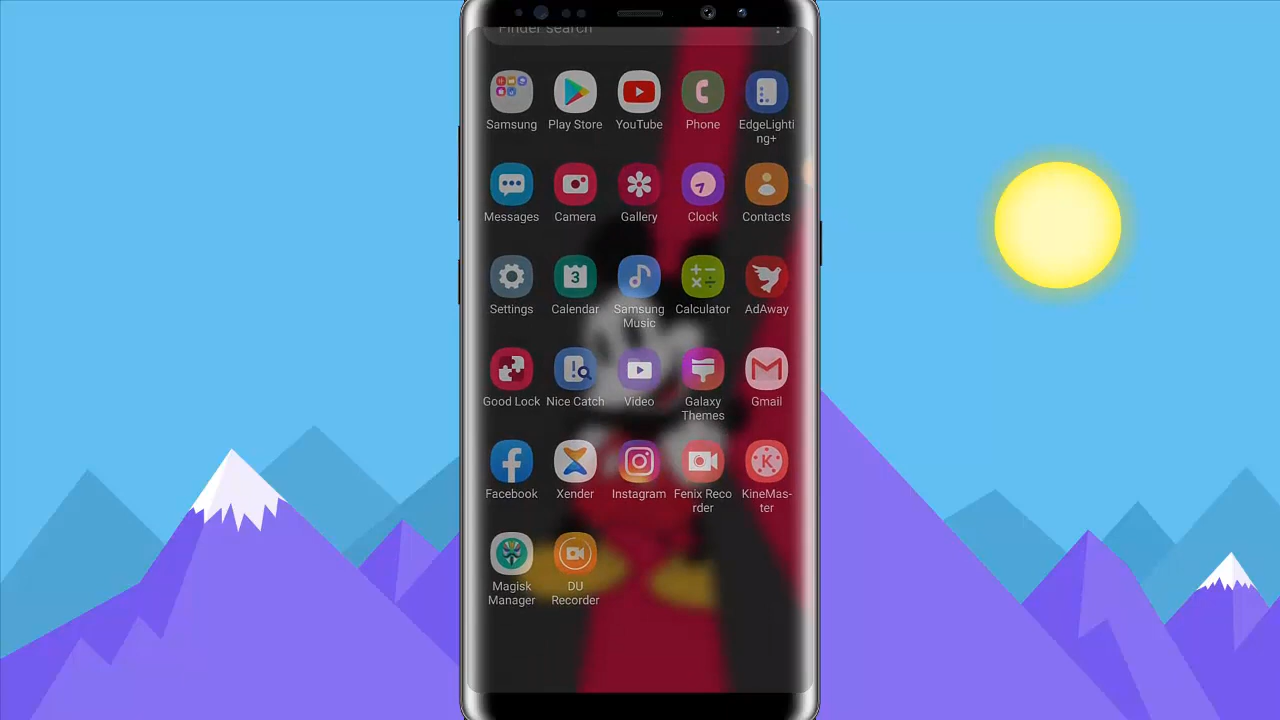 Finder search
Samsung Play Store YouTube Phone EdgeLighti
ng+
Messages Camera Gallery Clock Contacts
3
Settings Calendar Samsung Calculator AdAway
Music
Good Lock Nice Catch Video Galaxy Gmail
Themes
K
Facebook Xender Instagram Fenix Reco KineMas-
rder ter
Magisk DU
Manager Recorder